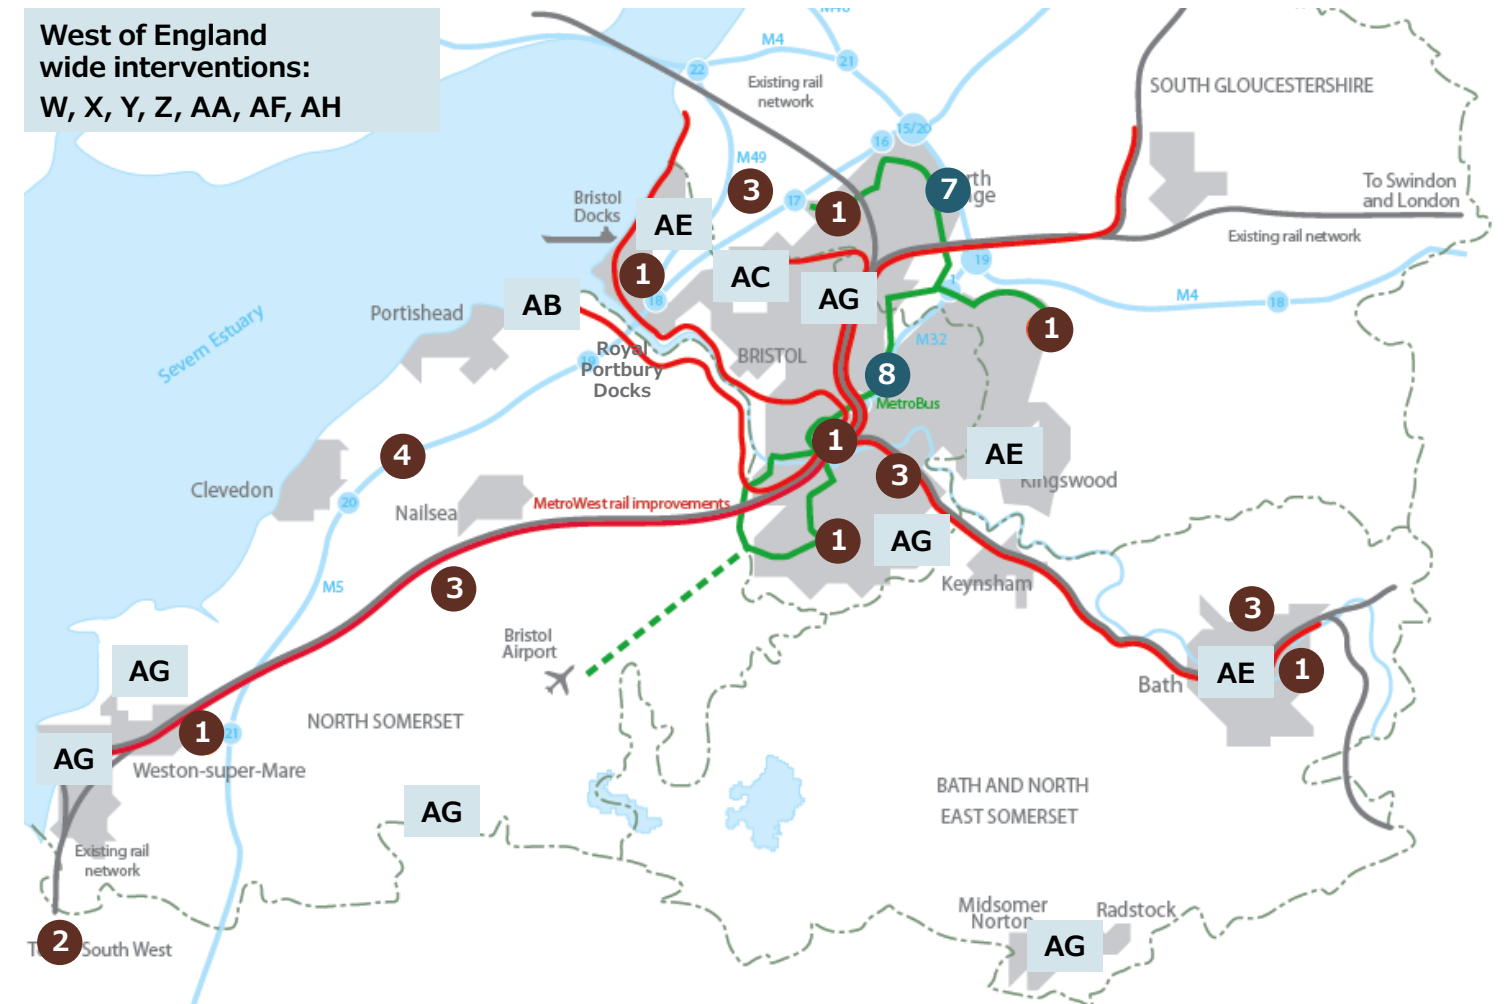 West of England
wide interventions:
W, X, Y, Z, AA, AF, AH
M4
22
21
Existing rail
network
SOUTH GLOUCESTERSHIRE
15/20
16
M49
3
17
1
7
To Swindon
and London
Bristol
Docks
AE
Existing rail network
1
AC
19
AG
18
1
M4
18
AB
Portishead
Severn Estuary
1
M32
19
Royal
Portbury
Docks
BRISTOL
8
MetroBus
1
4
AE
3
Kingswood
Clevedon
20
Nailsea
MetroWest rail improvements
1
AG
M5
3
Keynsham
3
Bristol
Airport
AG
AE
1
Bath
NORTH SOMERSET
1
21
AG
Weston-super-Mare
BATH AND NORTH
EAST SOMERSET
AG
Existing rail
network
Midsomer
Norton
Radstock
2
South West
AG